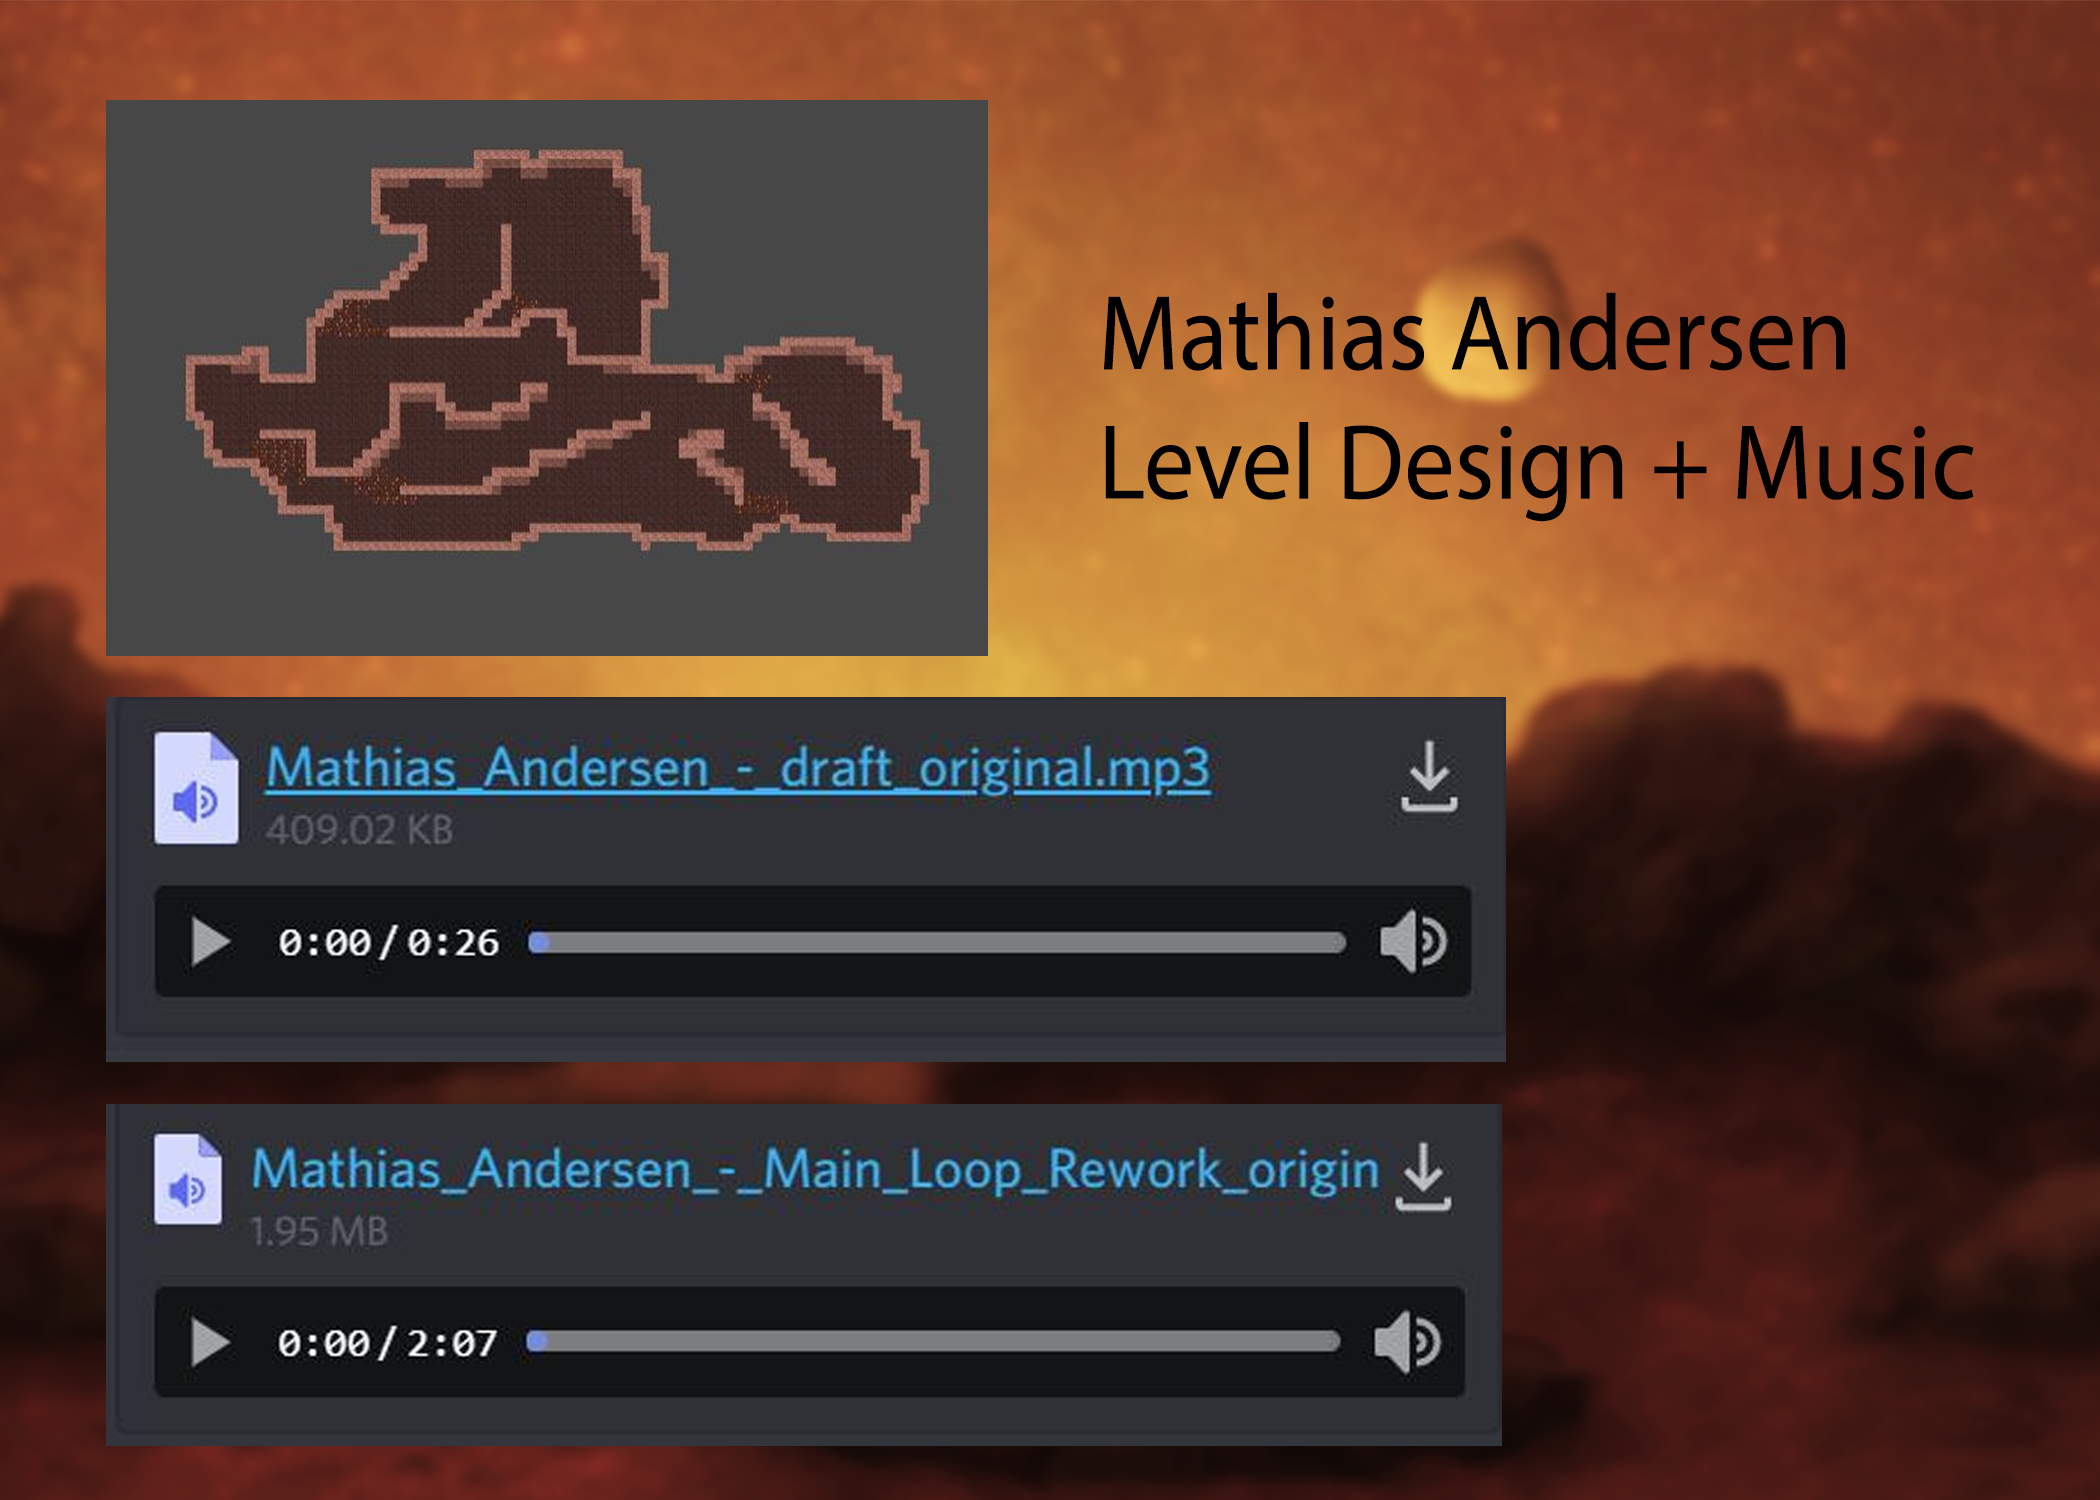 Mathias Andersen
Level Design + Music
Mathias_Andersen_-_draft_original.mp3
409.02 KB
0:00 / 0:26
Mathias_Andersen_-_Main_Loop_Rework_origin
1.95 MB
0:00 / 2:07